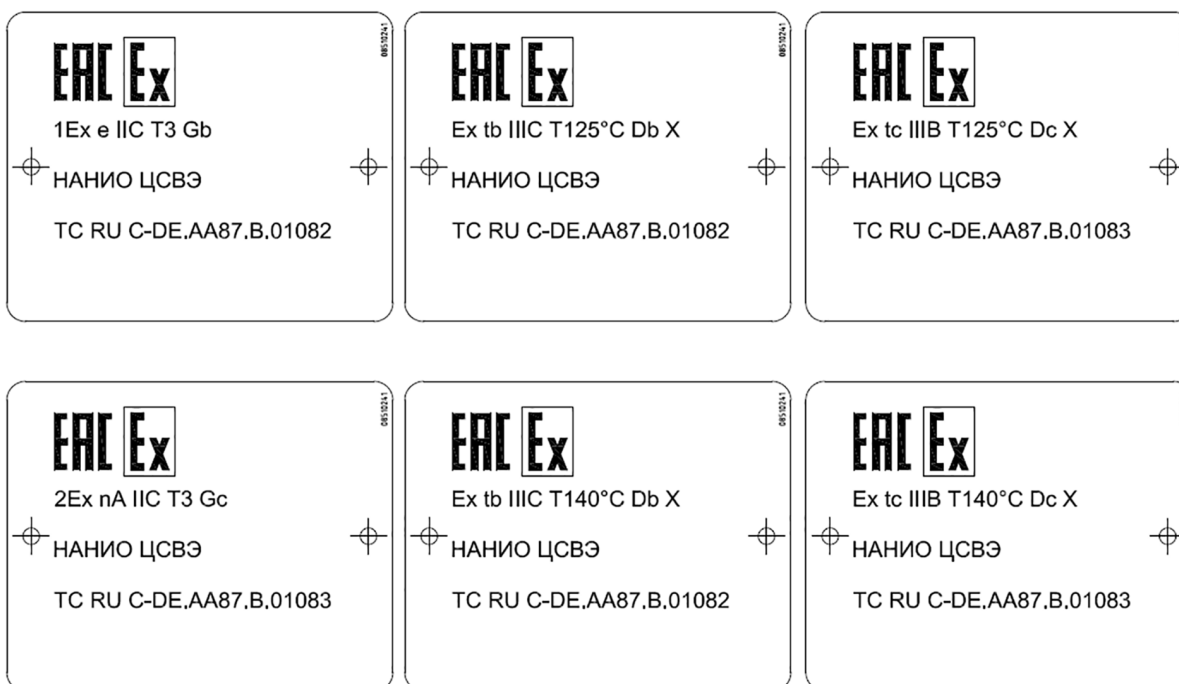 EAC Ex
08510241
1Ex e IIC T3 Gb
НАНИО ЦСВЭ
TC RU C-DE.AA87.B.01082
EAC Ex
08510241
Ex tb IIIC T125°C Db X
НАНИО ЦСВЭ
TC RU C-DE.AA87.B.01082
EAC Ex
Ex tc IIIB T125°C Dc X
НАНИО ЦСВЭ
TC RU C-DE.AA87.B.01083
EAC Ex
08510241
2Ex nA IIC T3 Gc
НАНИО ЦСВЭ
TC RU C-DE.AA87.B.01083
EAC Ex
08510241
Ex tb IIIC T140°C Db X
НАНИО ЦСВЭ
TC RU C-DE.AA87.B.01082
EAC Ex
Ex tc IIIB T140°C Dc X
НАНИО ЦСВЭ
TC RU C-DE.AA87.B.01083